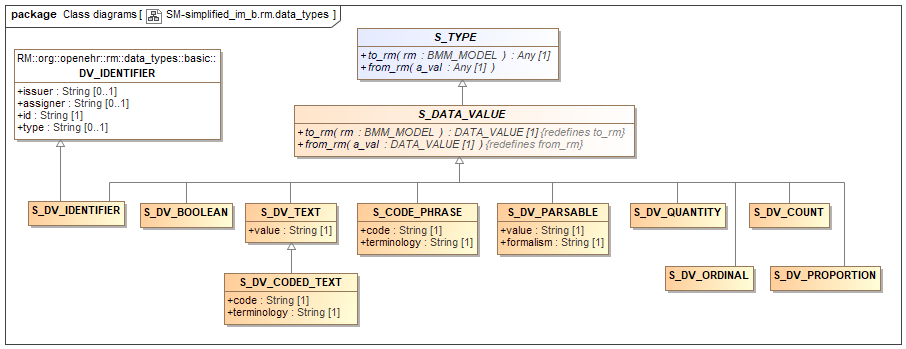 package Class diagrams [ SM-simplified_im_b.rm.data_types ]
S_TYPE
+to_rm( rm : BMM_MODEL ) : Any [1]
+from_rm( a_val : Any [1] )
RM::org::openehr::rm::data_types::basic::
DV_IDENTIFIER
+issuer : String [0..1]
+assigner : String [0..1]
+id : String [1]
+type : String [0..1]
S_DATA_VALUE
+to_rm( rm : BMM_MODEL ) : DATA_VALUE [1]{redefines to_rm}
+from_rm( a_val : DATA_VALUE [1] ){redefines from_rm}
S_DV_IDENTIFIER
S_DV_BOOLEAN
S_DV_TEXT
+value : String [1]
S_CODE_PHRASE
+code : String [1]
+terminology : String [1]
S_DV_PARSABLE
+value : String [1]
+formalism : String [1]
S_DV_QUANTITY
S_DV_COUNT
S_DV_CODED_TEXT
+code : String [1]
+terminology : String [1]
S_DV_ORDINAL
S_DV_PROPORTION